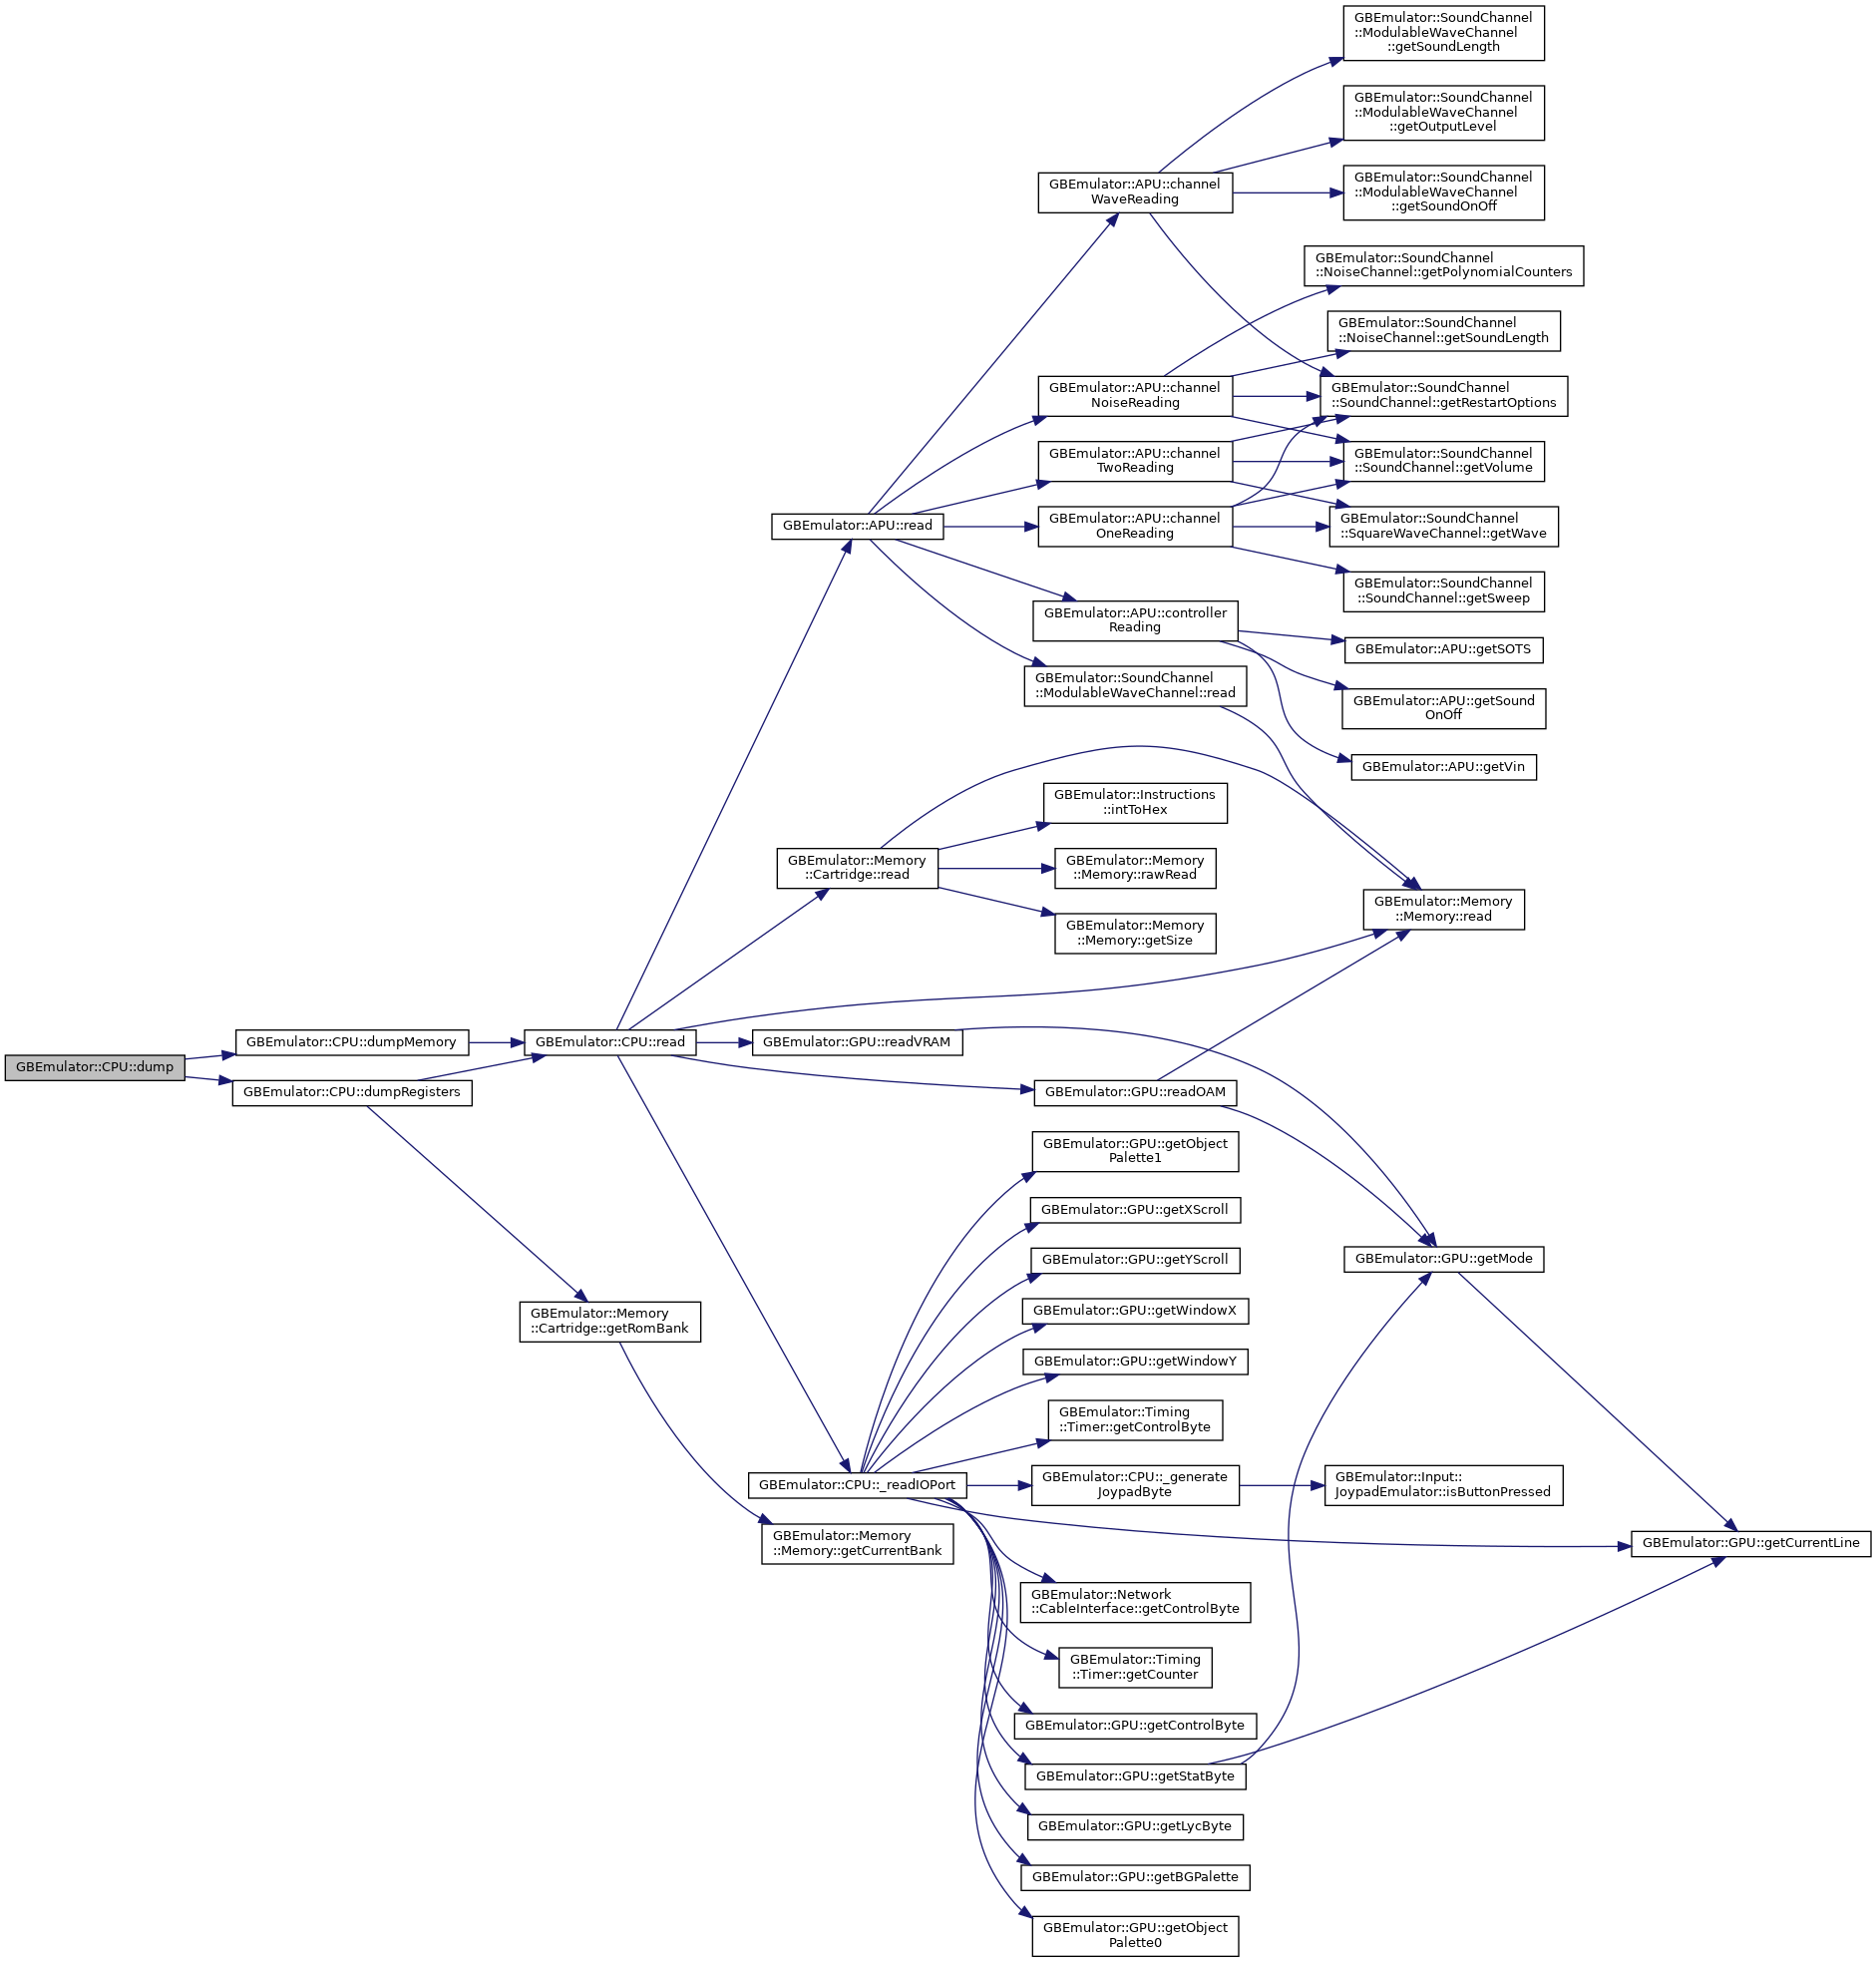 GBEmulator::SoundChannel
::ModulableWaveChannel
::getSoundLength
GBEmulator::SoundChannel
::ModulableWaveChannel
::getOutputLevel
GBEmulator::SoundChannel
::ModulableWaveChannel
::getSoundOnOff
GBEmulator::APU::channel
WaveReading
GBEmulator::SoundChannel
::NoiseChannel::getPolynomialCounters
GBEmulator::SoundChannel
::NoiseChannel::getSoundLength
GBEmulator::APU::channel
NoiseReading
GBEmulator::SoundChannel
::SoundChannel::getRestartOptions
GBEmulator::APU::channel
TwoReading
GBEmulator::SoundChannel
::SoundChannel::getVolume
GBEmulator::APU::read
GBEmulator::APU::channel
OneReading
GBEmulator::SoundChannel
::SquareWaveChannel::getWave
GBEmulator::SoundChannel
::SoundChannel::getSweep
GBEmulator::APU::controller
Reading
GBEmulator::APU::getSOTS
GBEmulator::SoundChannel
::ModulableWaveChannel::read
GBEmulator::APU::getSound
OnOff
GBEmulator::APU::getVin
GBEmulator::Instructions
::intToHex
GBEmulator::Memory
::Cartridge::read
GBEmulator::Memory
::Memory::rawRead
GBEmulator::Memory
::Memory::getSize
GBEmulator::Memory
::Memory::read
GBEmulator::CPU::dump
GBEmulator::CPU::dumpMemory
GBEmulator::CPU::dumpRegisters
GBEmulator::CPU::read
GBEmulator::GPU::readVRAM
GBEmulator::GPU::readOAM
GBEmulator::GPU::getObject
Palette1
GBEmulator::GPU::getXScroll
GBEmulator::GPU::getYScroll
GBEmulator::GPU::getMode
GBEmulator::GPU::getWindowX
GBEmulator::Memory
::Cartridge::getRomBank
GBEmulator::GPU::getWindowY
GBEmulator::Timing
::Timer::getControlByte
GBEmulator::CPU::_readIOPort
GBEmulator::CPU::_generate
JoypadByte
GBEmulator::Input::
JoypadEmulator::isButtonPressed
GBEmulator::Memory
::Memory::getCurrentBank
GBEmulator::GPU::getCurrentLine
GBEmulator::Network
::CableInterface::getControlByte
GBEmulator::Timing
::Timer::getCounter
GBEmulator::GPU::getControlByte
GBEmulator::GPU::getStatByte
GBEmulator::GPU::getLycByte
GBEmulator::GPU::getBGPalette
GBEmulator::GPU::getObject
Palette0